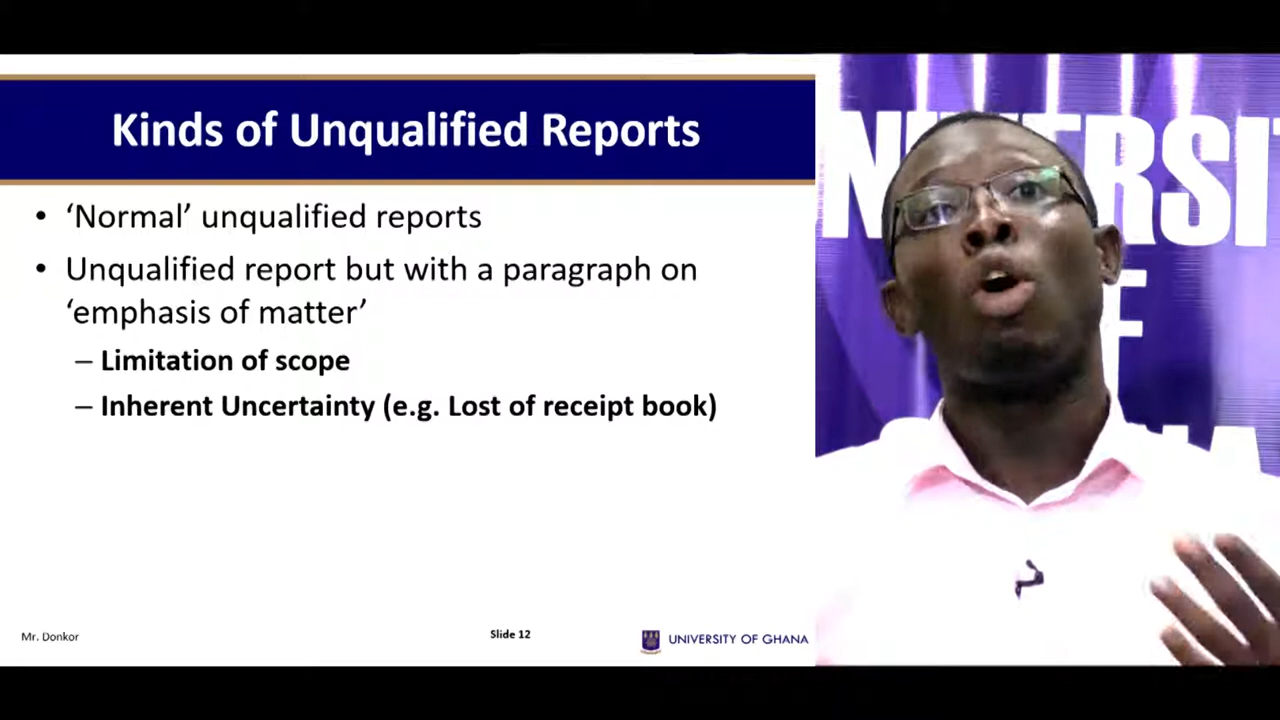 Kinds of Unqualified Reports
• ‘Normal’ unqualified reports
• Unqualified report but with a paragraph on
‘emphasis of matter’
– Limitation of scope
– Inherent Uncertainty (e.g. Lost of receipt book)
Mr. Donkor
Slide 12
UNIVERSITY OF GHANA
NIVERSI
F